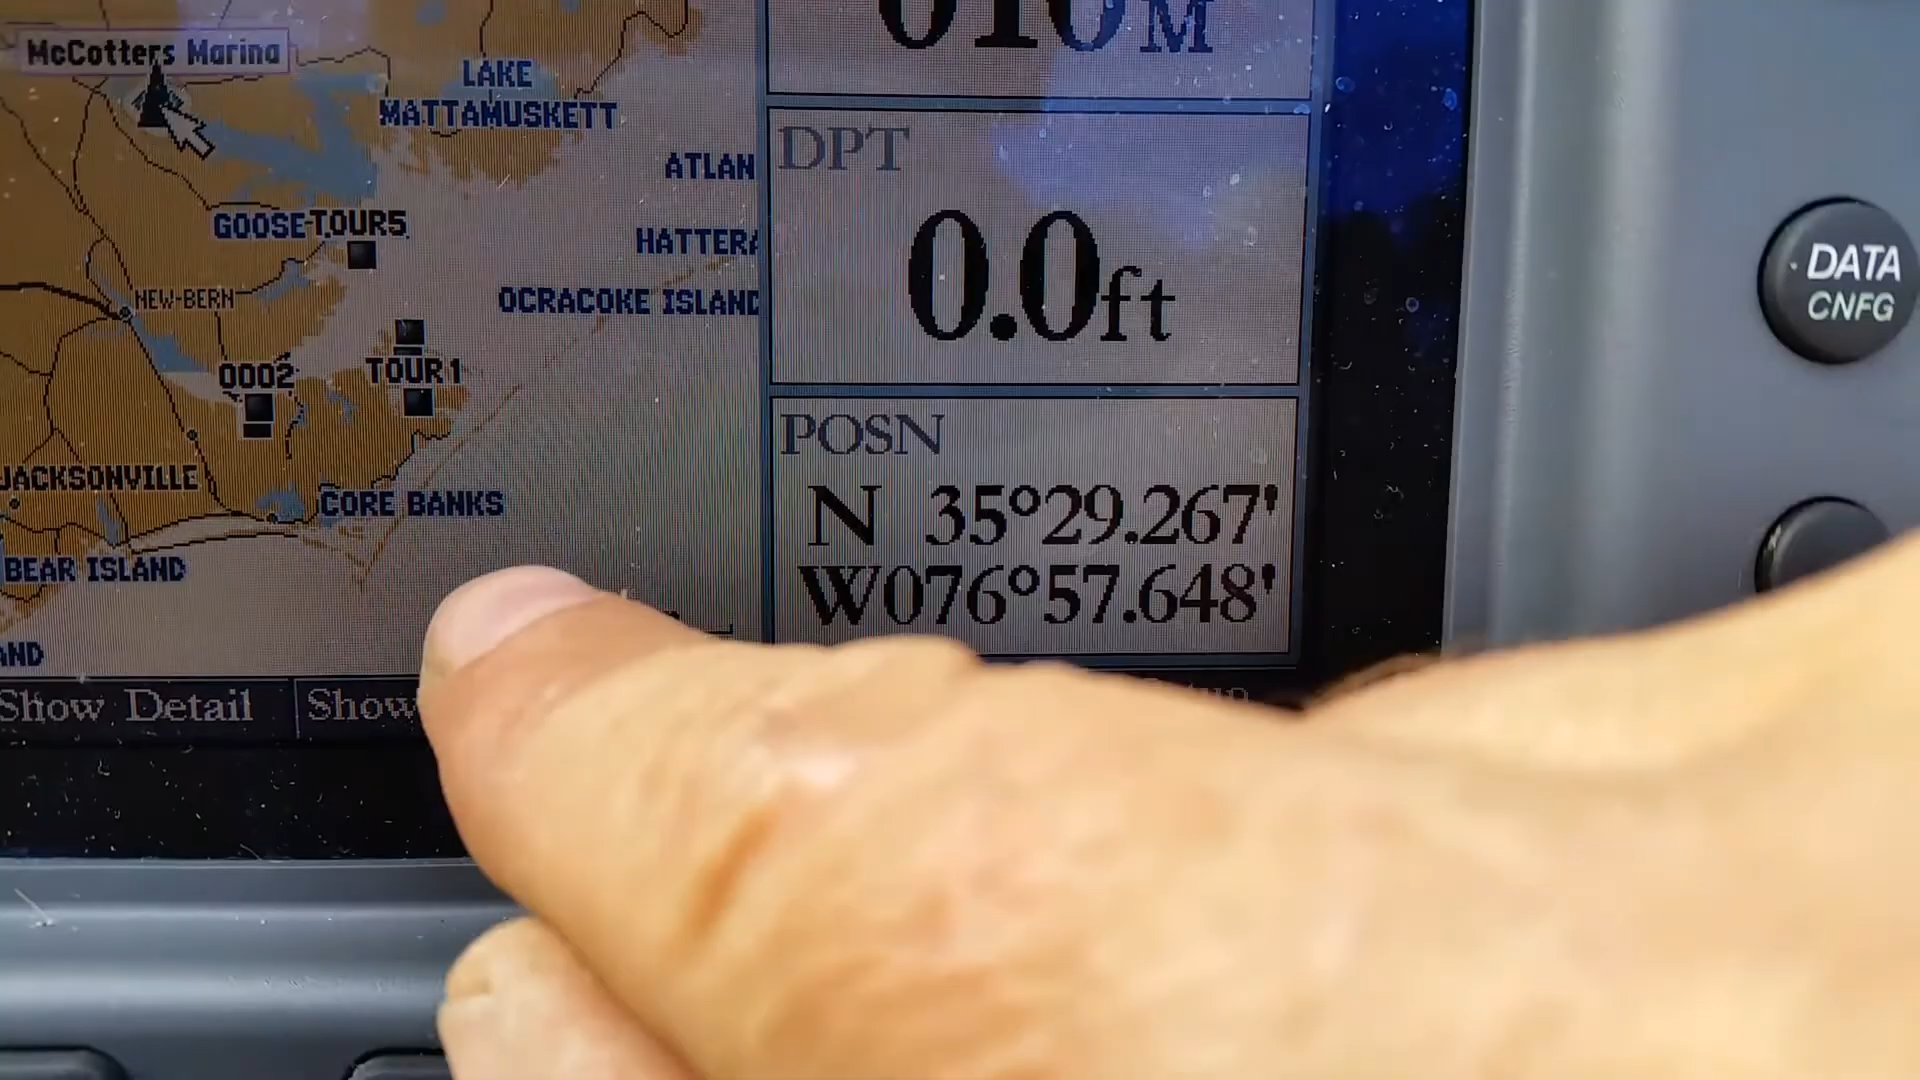 010M
McCotters Marina
LAKE
MATTAMUSKETT
DPT
ATLAN
GOOSE
TOUR5
HATTERA
DATA
CNFG
NEW-BERN
OCRACOKE ISLAND
0.0ft
0002
TOUR1
POSN
JACKSONVILLE
CORE BANKS
N 35°29.267'
BEAR ISLAND
W076°57.648'
AND
Show Detail
Show